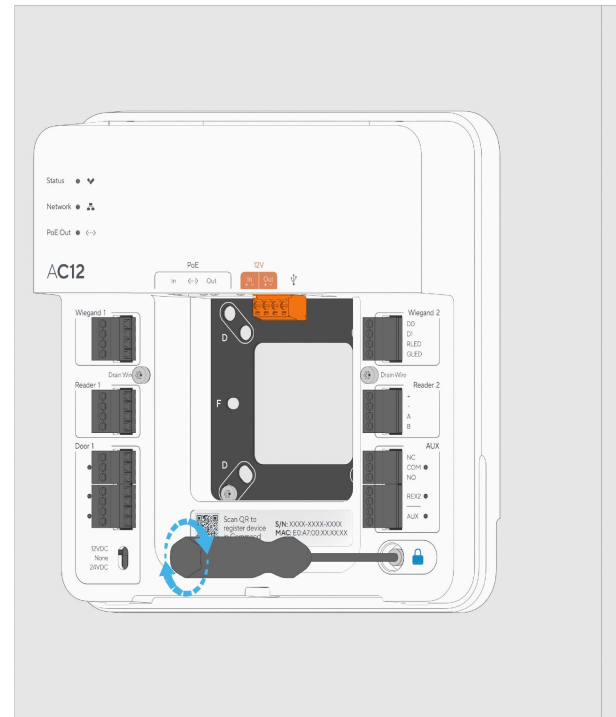 Status
Network
PoE Out <··>
AC12
PoE
In <··> Out
12V
In Out
+ - + -
Wiegand 1
Drain Wire
Reader 1
Door 1
12VDC
None
24VDC
D
F
D
Wiegand 2
D0
D1
RLED
GLED
Drain Wire
Reader 2
+
-
A
B
AUX
NC
COM
NO
REX2
AUX
Scan QR to
register device
in Command
S/N: XXXX-XXXX-XXXX
MAC: E0:A7:00:XX:XX:XX